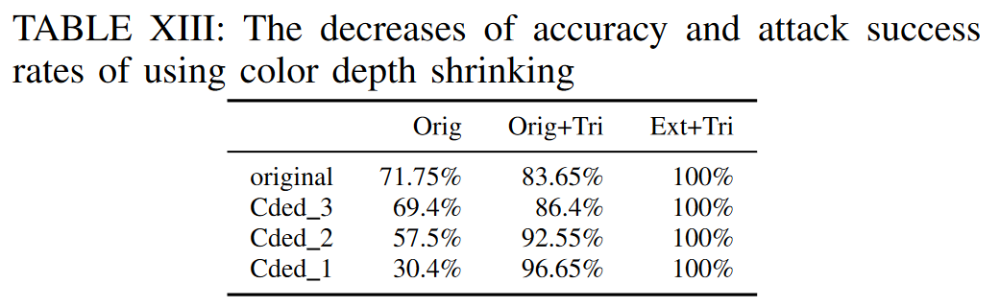 TABLE XIII: The decreases of accuracy and attack success
rates of using color depth shrinking
Orig Orig+Tri Ext+Tri
original 71.75% 83.65% 100%
Cded_3 69.4% 86.4% 100%
Cded_2 57.5% 92.55% 100%
Cded_1 30.4% 96.65% 100%